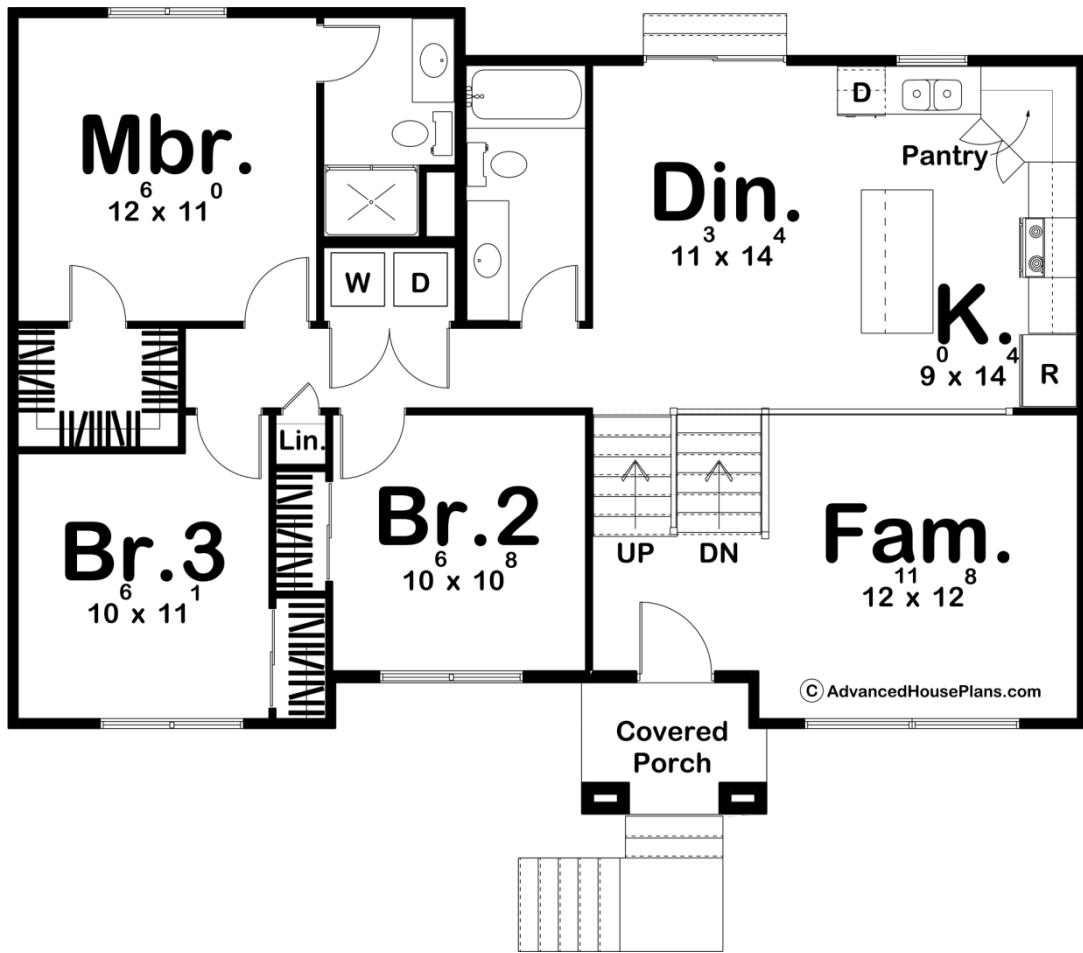 Mbr.
12⁶ x 11⁰
W
D
D
Pantry
Din.
11³ x 14⁴
K.
9⁰ x 14⁴
R
Lin.
Br.3
10⁶ x 11¹
Br.2
10⁶ x 10⁸
UP
DN
Fam.
12¹¹ x 12⁸
© AdvancedHousePlans.com
Covered
Porch